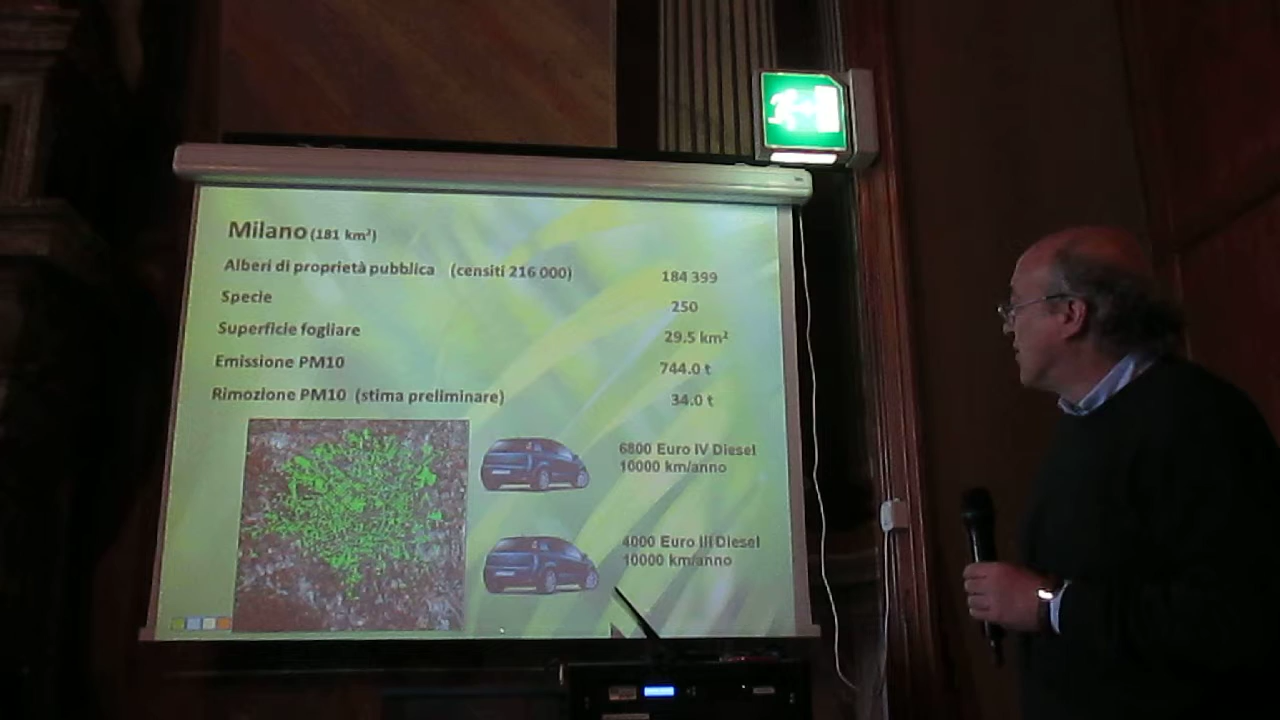 Milano (181 km²)
Alberi di proprietà pubblica (censiti 216 000) 184 399
Specie 250
Superficie fogliare 29.5 km²
Emissione PM10 744.0 t
Rimozione PM10 (stima preliminare) 34.0 t
6800 Euro IV Diesel
10000 km/anno
4000 Euro III Diesel
10000 km/anno